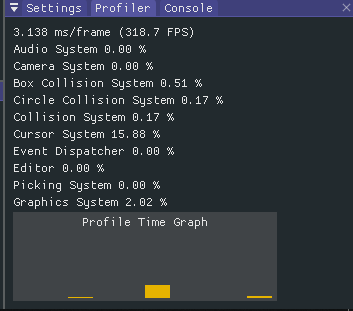 Settings Profiler Console
3.138 ms/frame (318.7 FPS)
Audio System 0.00 %
Camera System 0.00 %
Box Collision System 0.51 %
Circle Collision System 0.17 %
Collision System 0.17 %
Cursor System 15.88 %
Event Dispatcher 0.00 %
Editor 0.00 %
Picking System 0.00 %
Graphics System 2.02 %
Profile Time Graph